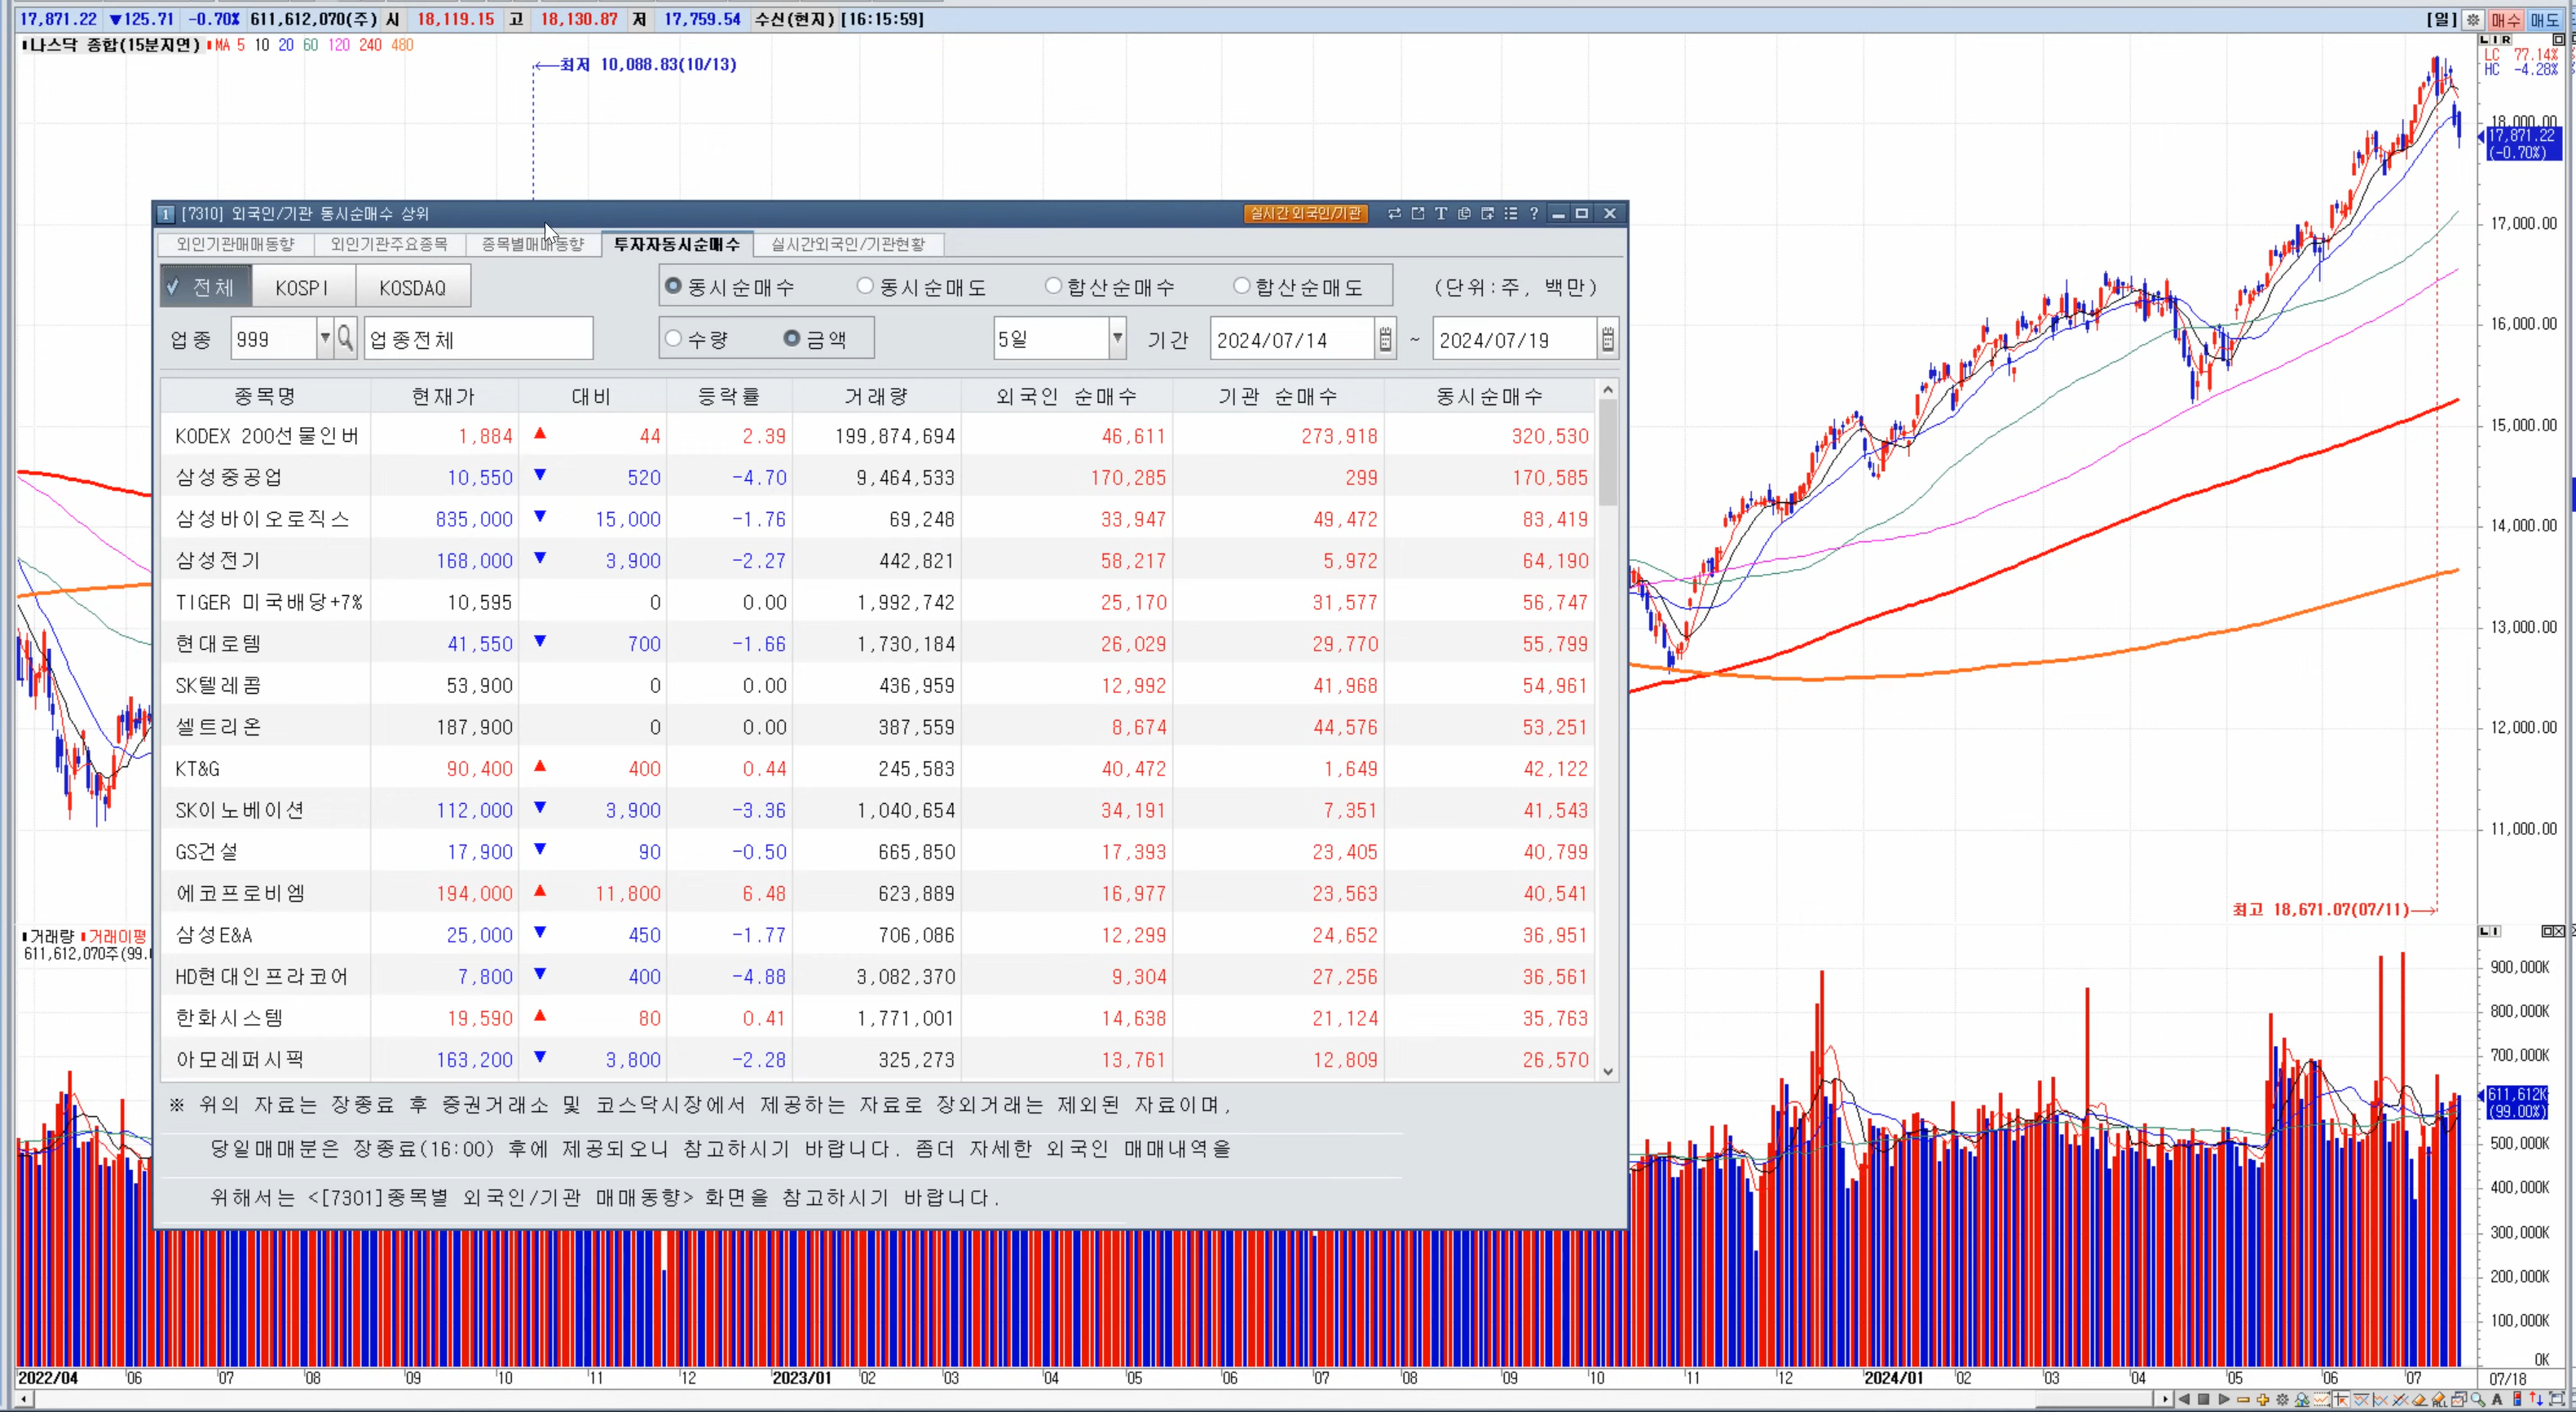 17,871.22 ▼125.71 -0.70% 611,612,070(주) 시 18,119.15 고 18,130.87 저 17,759.54 수신(현지) [16:15:59] [일] 매수 매도
나스닥 종합(15분지연) MA 5 10 20 60 120 240 480
L I R
LC 77.14%
HC -4.28%
←최저 10,088.83(10/13)
18,000.00
17,871.22
(-0.70%)
17,000.00
16,000.00
15,000.00
14,000.00
13,000.00
12,000.00
11,000.00
최고 18,671.07(07/11)→
1 [7310] 외국인/기관 동시순매수 상위 실시간외국인/기관
외인기관매매동향 외인기관주요종목 종목별매매동향 투자자동시순매수 실시간외국인/기관현황
전체 KOSPI KOSDAQ 동시순매수 동시순매도 합산순매수 합산순매도 (단위:주, 백만)
업종 999 업종전체 수량 금액 5일 기간 2024/07/14 ~ 2024/07/19
종목명 현재가 대비 등락률 거래량 외국인 순매수 기관 순매수 동시순매수
KODEX 200선물인버 1,884 ▲ 44 2.39 199,874,694 46,611 273,918 320,530
삼성중공업 10,550 ▼ 520 -4.70 9,464,533 170,285 299 170,585
삼성바이오로직스 835,000 ▼ 15,000 -1.76 69,248 33,947 49,472 83,419
삼성전기 168,000 ▼ 3,900 -2.27 442,821 58,217 5,972 64,190
TIGER 미국배당+7% 10,595 0 0.00 1,992,742 25,170 31,577 56,747
현대로템 41,550 ▼ 700 -1.66 1,730,184 26,029 29,770 55,799
SK텔레콤 53,900 0 0.00 436,959 12,992 41,968 54,961
셀트리온 187,900 0 0.00 387,559 8,674 44,576 53,251
KT&G 90,400 ▲ 400 0.44 245,583 40,472 1,649 42,122
SK이노베이션 112,000 ▼ 3,900 -3.36 1,040,654 34,191 7,351 41,543
GS건설 17,900 ▼ 90 -0.50 665,850 17,393 23,405 40,799
에코프로비엠 194,000 ▲ 11,800 6.48 623,889 16,977 23,563 40,541
삼성E&A 25,000 ▼ 450 -1.77 706,086 12,299 24,652 36,951
HD현대인프라코어 7,800 ▼ 400 -4.88 3,082,370 9,304 27,256 36,561
한화시스템 19,590 ▲ 80 0.41 1,771,001 14,638 21,124 35,763
아모레퍼시픽 163,200 ▼ 3,800 -2.28 325,273 13,761 12,809 26,570
※ 위의 자료는 장종료 후 증권거래소 및 코스닥시장에서 제공하는 자료로 장외거래는 제외된 자료이며,
당일매매분은 장종료(16:00) 후에 제공되오니 참고하시기 바랍니다. 좀더 자세한 외국인 매매내역을
위해서는 <[7301]종목별 외국인/기관 매매동향> 화면을 참고하시기 바랍니다.
거래량 거래이평
611,612,070주(99.
L I
900,000K
800,000K
700,000K
611,612K
(99.00%)
500,000K
400,000K
300,000K
200,000K
100,000K
0K
2022/04 06 07 08 09 10 11 12 2023/01 02 03 04 05 06 07 08 09 10 11 12 2024/01 02 03 04 05 06 07 07/18